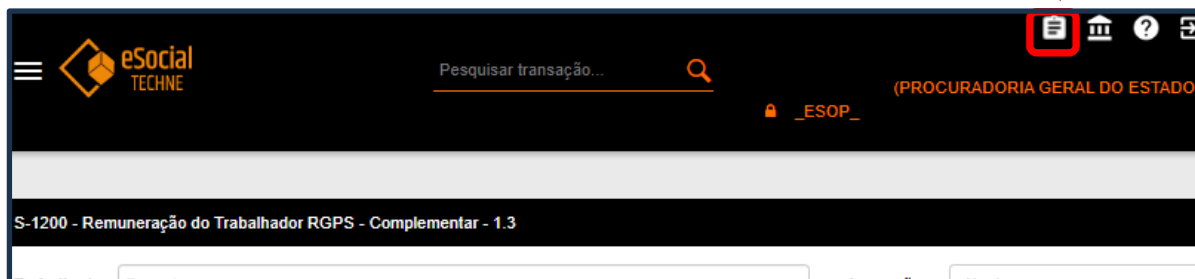 eSocial
TECHNE
Pesquisar transação...
(PROCURADORIA GERAL DO ESTADO
_ESOP_
S-1200 - Remuneração do Trabalhador RGPS - Complementar - 1.3